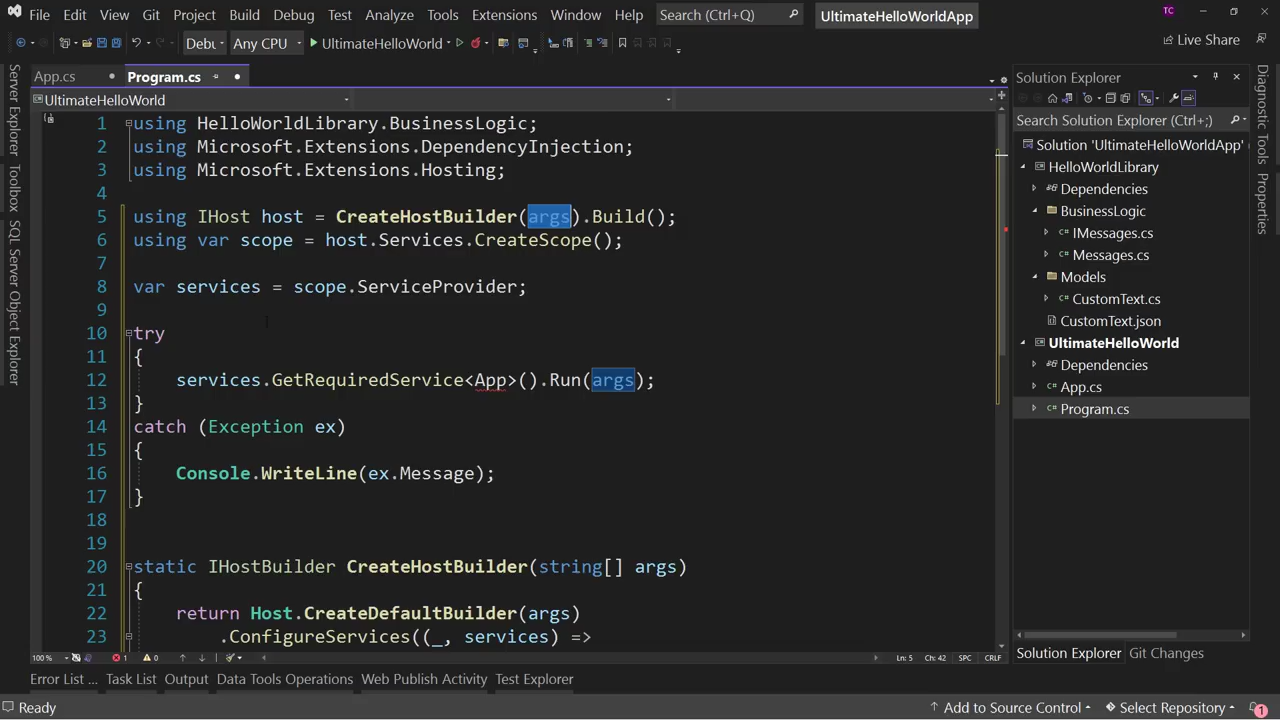 File Edit View Git Project Build Debug Test Analyze Tools Extensions Window Help Search (Ctrl+Q) UltimateHelloWorldApp TC
Debu Any CPU UltimateHelloWorld Live Share
App.cs Program.cs
UltimateHelloWorld
Server Explorer
Toolbox
SQL Server Object Explorer
1 using HelloWorldLibrary.BusinessLogic;
2 using Microsoft.Extensions.DependencyInjection;
3 using Microsoft.Extensions.Hosting;
4
5 using IHost host = CreateHostBuilder(args).Build();
6 using var scope = host.Services.CreateScope();
7
8 var services = scope.ServiceProvider;
9
10 try
11 {
12 services.GetRequiredService<App>().Run(args);
13 }
14 catch (Exception ex)
15 {
16 Console.WriteLine(ex.Message);
17 }
18
19
20 static IHostBuilder CreateHostBuilder(string[] args)
21 {
22 return Host.CreateDefaultBuilder(args)
23 .ConfigureServices((_, services) =>
100 % 1 0 Ln: 5 Ch: 42 SPC CRLF
Solution Explorer
Search Solution Explorer (Ctrl+;)
Solution 'UltimateHelloWorldApp'
HelloWorldLibrary
Dependencies
BusinessLogic
C# IMessages.cs
C# Messages.cs
Models
C# CustomText.cs
CustomText.json
UltimateHelloWorld
Dependencies
C# App.cs
C# Program.cs
Solution Explorer Git Changes
Diagnostic Tools
Properties
Error List ... Task List Output Data Tools Operations Web Publish Activity Test Explorer
Ready Add to Source Control Select Repository 1